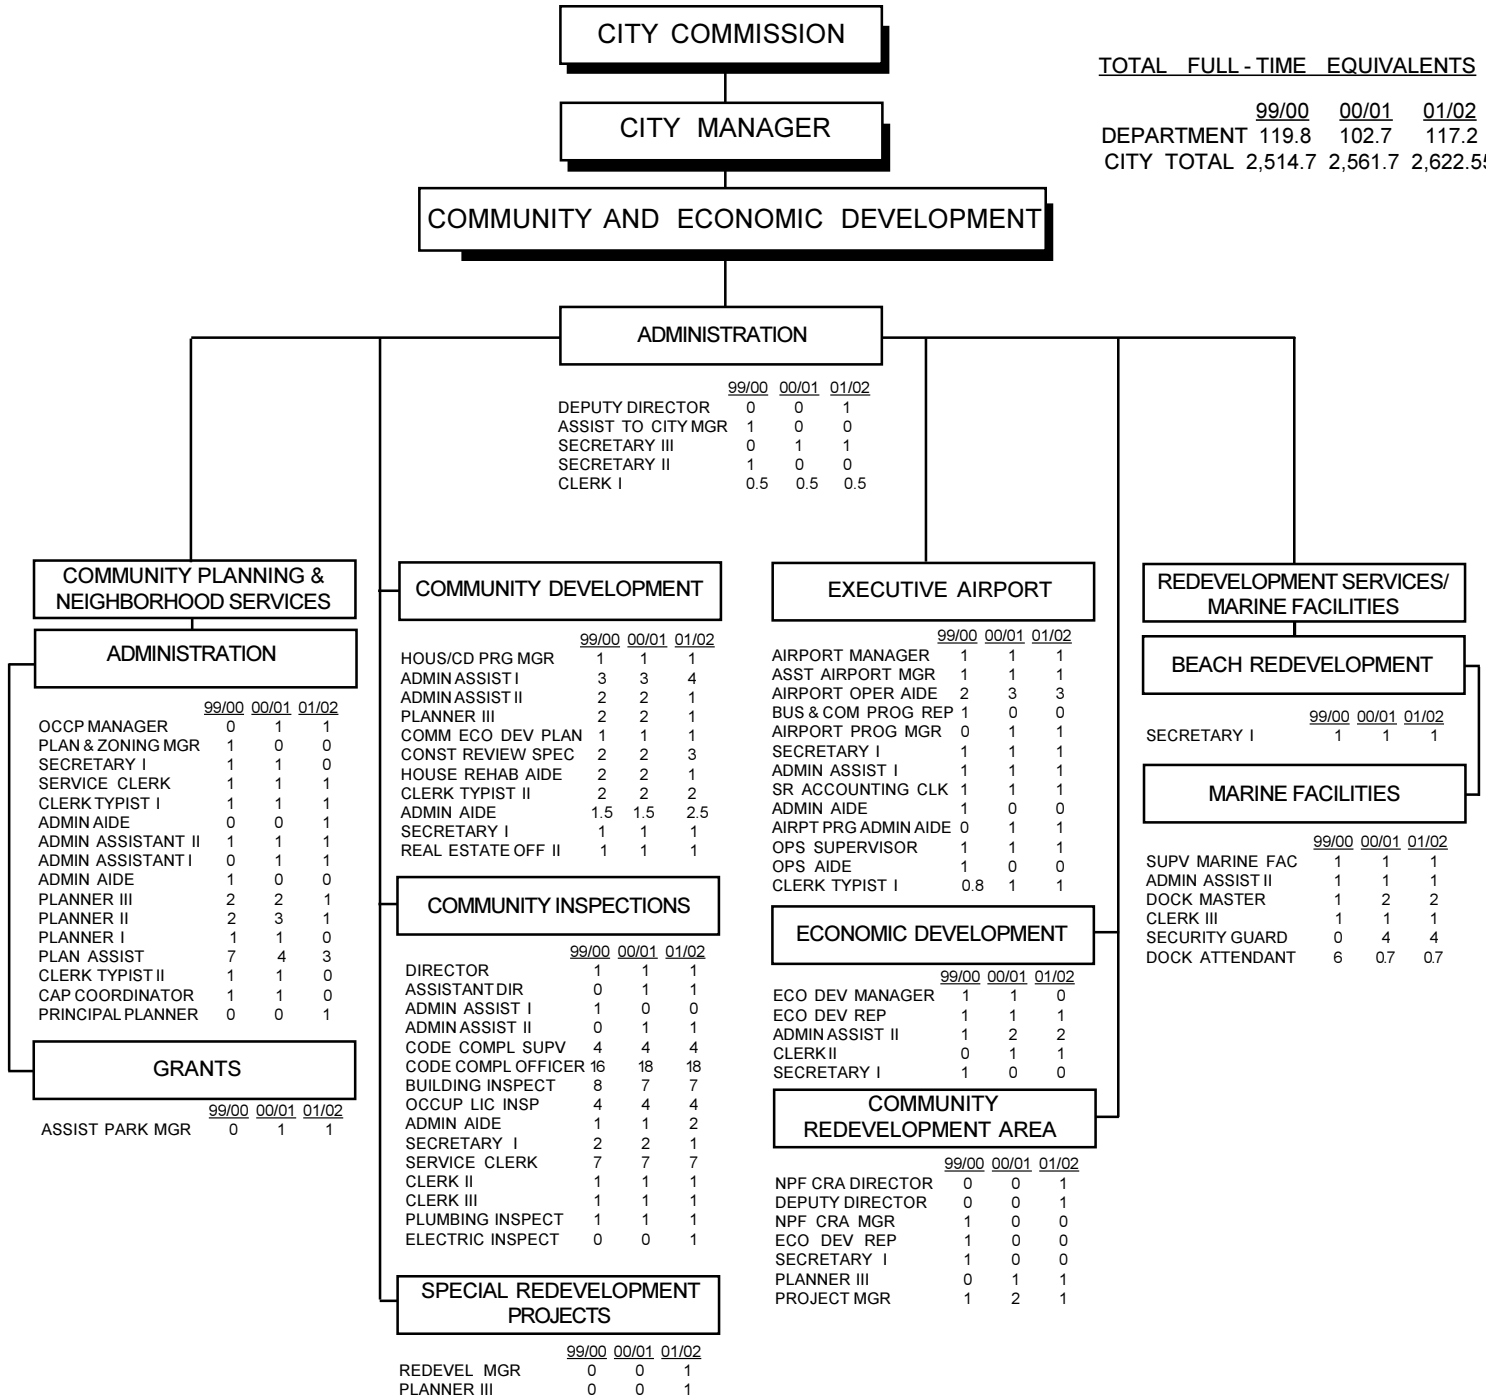 CITY COMMISSION
CITY MANAGER
COMMUNITY AND ECONOMIC DEVELOPMENT
TOTAL FULL - TIME EQUIVALENTS
99/00 00/01 01/02
DEPARTMENT 119.8 102.7 117.2
CITY TOTAL 2,514.7 2,561.7 2,622.55
ADMINISTRATION
99/00 00/01 01/02
DEPUTY DIRECTOR 0 0 1
ASSIST TO CITY MGR 1 0 0
SECRETARY III 0 1 1
SECRETARY II 1 0 0
CLERK I 0.5 0.5 0.5
COMMUNITY PLANNING &
NEIGHBORHOOD SERVICES
ADMINISTRATION
99/00 00/01 01/02
OCCP MANAGER 0 1 1
PLAN & ZONING MGR 1 0 0
SECRETARY I 1 1 0
SERVICE CLERK 1 1 1
CLERK TYPIST I 1 1 1
ADMIN AIDE 0 0 1
ADMIN ASSISTANT II 1 1 1
ADMIN ASSISTANT I 0 1 1
ADMIN AIDE 1 0 0
PLANNER III 2 2 1
PLANNER II 2 3 1
PLANNER I 1 1 0
PLAN ASSIST 7 4 3
CLERK TYPIST II 1 1 0
CAP COORDINATOR 1 1 0
PRINCIPAL PLANNER 0 0 1
GRANTS
99/00 00/01 01/02
ASSIST PARK MGR 0 1 1
COMMUNITY DEVELOPMENT
99/00 00/01 01/02
HOUS/CD PRG MGR 1 1 1
ADMIN ASSIST I 3 3 4
ADMIN ASSIST II 2 2 1
PLANNER III 2 2 1
COMM ECO DEV PLAN 1 1 1
CONST REVIEW SPEC 2 2 3
HOUSE REHAB AIDE 2 2 1
CLERK TYPIST II 2 2 2
ADMIN AIDE 1.5 1.5 2.5
SECRETARY I 1 1 1
REAL ESTATE OFF II 1 1 1
COMMUNITY INSPECTIONS
99/00 00/01 01/02
DIRECTOR 1 1 1
ASSISTANT DIR 0 1 1
ADMIN ASSIST I 1 0 0
ADMIN ASSIST II 0 1 1
CODE COMPL SUPV 4 4 4
CODE COMPL OFFICER 16 18 18
BUILDING INSPECT 8 7 7
OCCUP LIC INSP 4 4 4
ADMIN AIDE 1 1 2
SECRETARY I 2 2 1
SERVICE CLERK 7 7 7
CLERK II 1 1 1
CLERK III 1 1 1
PLUMBING INSPECT 1 1 1
ELECTRIC INSPECT 0 0 1
SPECIAL REDEVELOPMENT
PROJECTS
99/00 00/01 01/02
REDEVEL MGR 0 0 1
PLANNER III 0 0 1
EXECUTIVE AIRPORT
99/00 00/01 01/02
AIRPORT MANAGER 1 1 1
ASST AIRPORT MGR 1 1 1
AIRPORT OPER AIDE 2 3 3
BUS & COM PROG REP 1 0 0
AIRPORT PROG MGR 0 1 1
SECRETARY I 1 1 1
ADMIN ASSIST I 1 1 1
SR ACCOUNTING CLK 1 1 1
ADMIN AIDE 1 0 0
AIRPT PRG ADMIN AIDE 0 1 1
OPS SUPERVISOR 1 1 1
OPS AIDE 1 0 0
CLERK TYPIST I 0.8 1 1
ECONOMIC DEVELOPMENT
99/00 00/01 01/02
ECO DEV MANAGER 1 1 0
ECO DEV REP 1 1 1
ADMIN ASSIST II 1 2 2
CLERK II 0 1 1
SECRETARY I 1 0 0
COMMUNITY
REDEVELOPMENT AREA
99/00 00/01 01/02
NPF CRA DIRECTOR 0 0 1
DEPUTY DIRECTOR 0 0 1
NPF CRA MGR 1 0 0
ECO DEV REP 1 0 0
SECRETARY I 1 0 0
PLANNER III 0 1 1
PROJECT MGR 1 2 1
REDEVELOPMENT SERVICES/
MARINE FACILITIES
BEACH REDEVELOPMENT
99/00 00/01 01/02
SECRETARY I 1 1 1
MARINE FACILITIES
99/00 00/01 01/02
SUPV MARINE FAC 1 1 1
ADMIN ASSIST II 1 1 1
DOCK MASTER 1 2 2
CLERK III 1 1 1
SECURITY GUARD 0 4 4
DOCK ATTENDANT 6 0.7 0.7